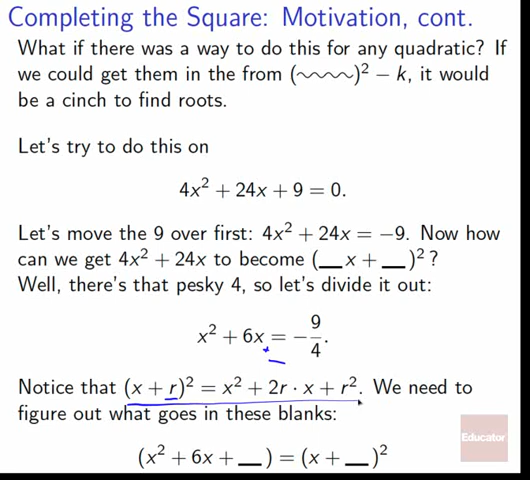 Completing the Square: Motivation, cont.
What if there was a way to do this for any quadratic? If
we could get them in the from (~~~~)² − k, it would
be a cinch to find roots.
Let's try to do this on
4x² + 24x + 9 = 0.
Let's move the 9 over first: 4x² + 24x = −9. Now how
can we get 4x² + 24x to become (__x + __)²?
Well, there's that pesky 4, so let's divide it out:
x² + 6x = −9/4.
Notice that (x + r)² = x² + 2r · x + r². We need to
figure out what goes in these blanks:
(x² + 6x + __) = (x + __)²
Educator